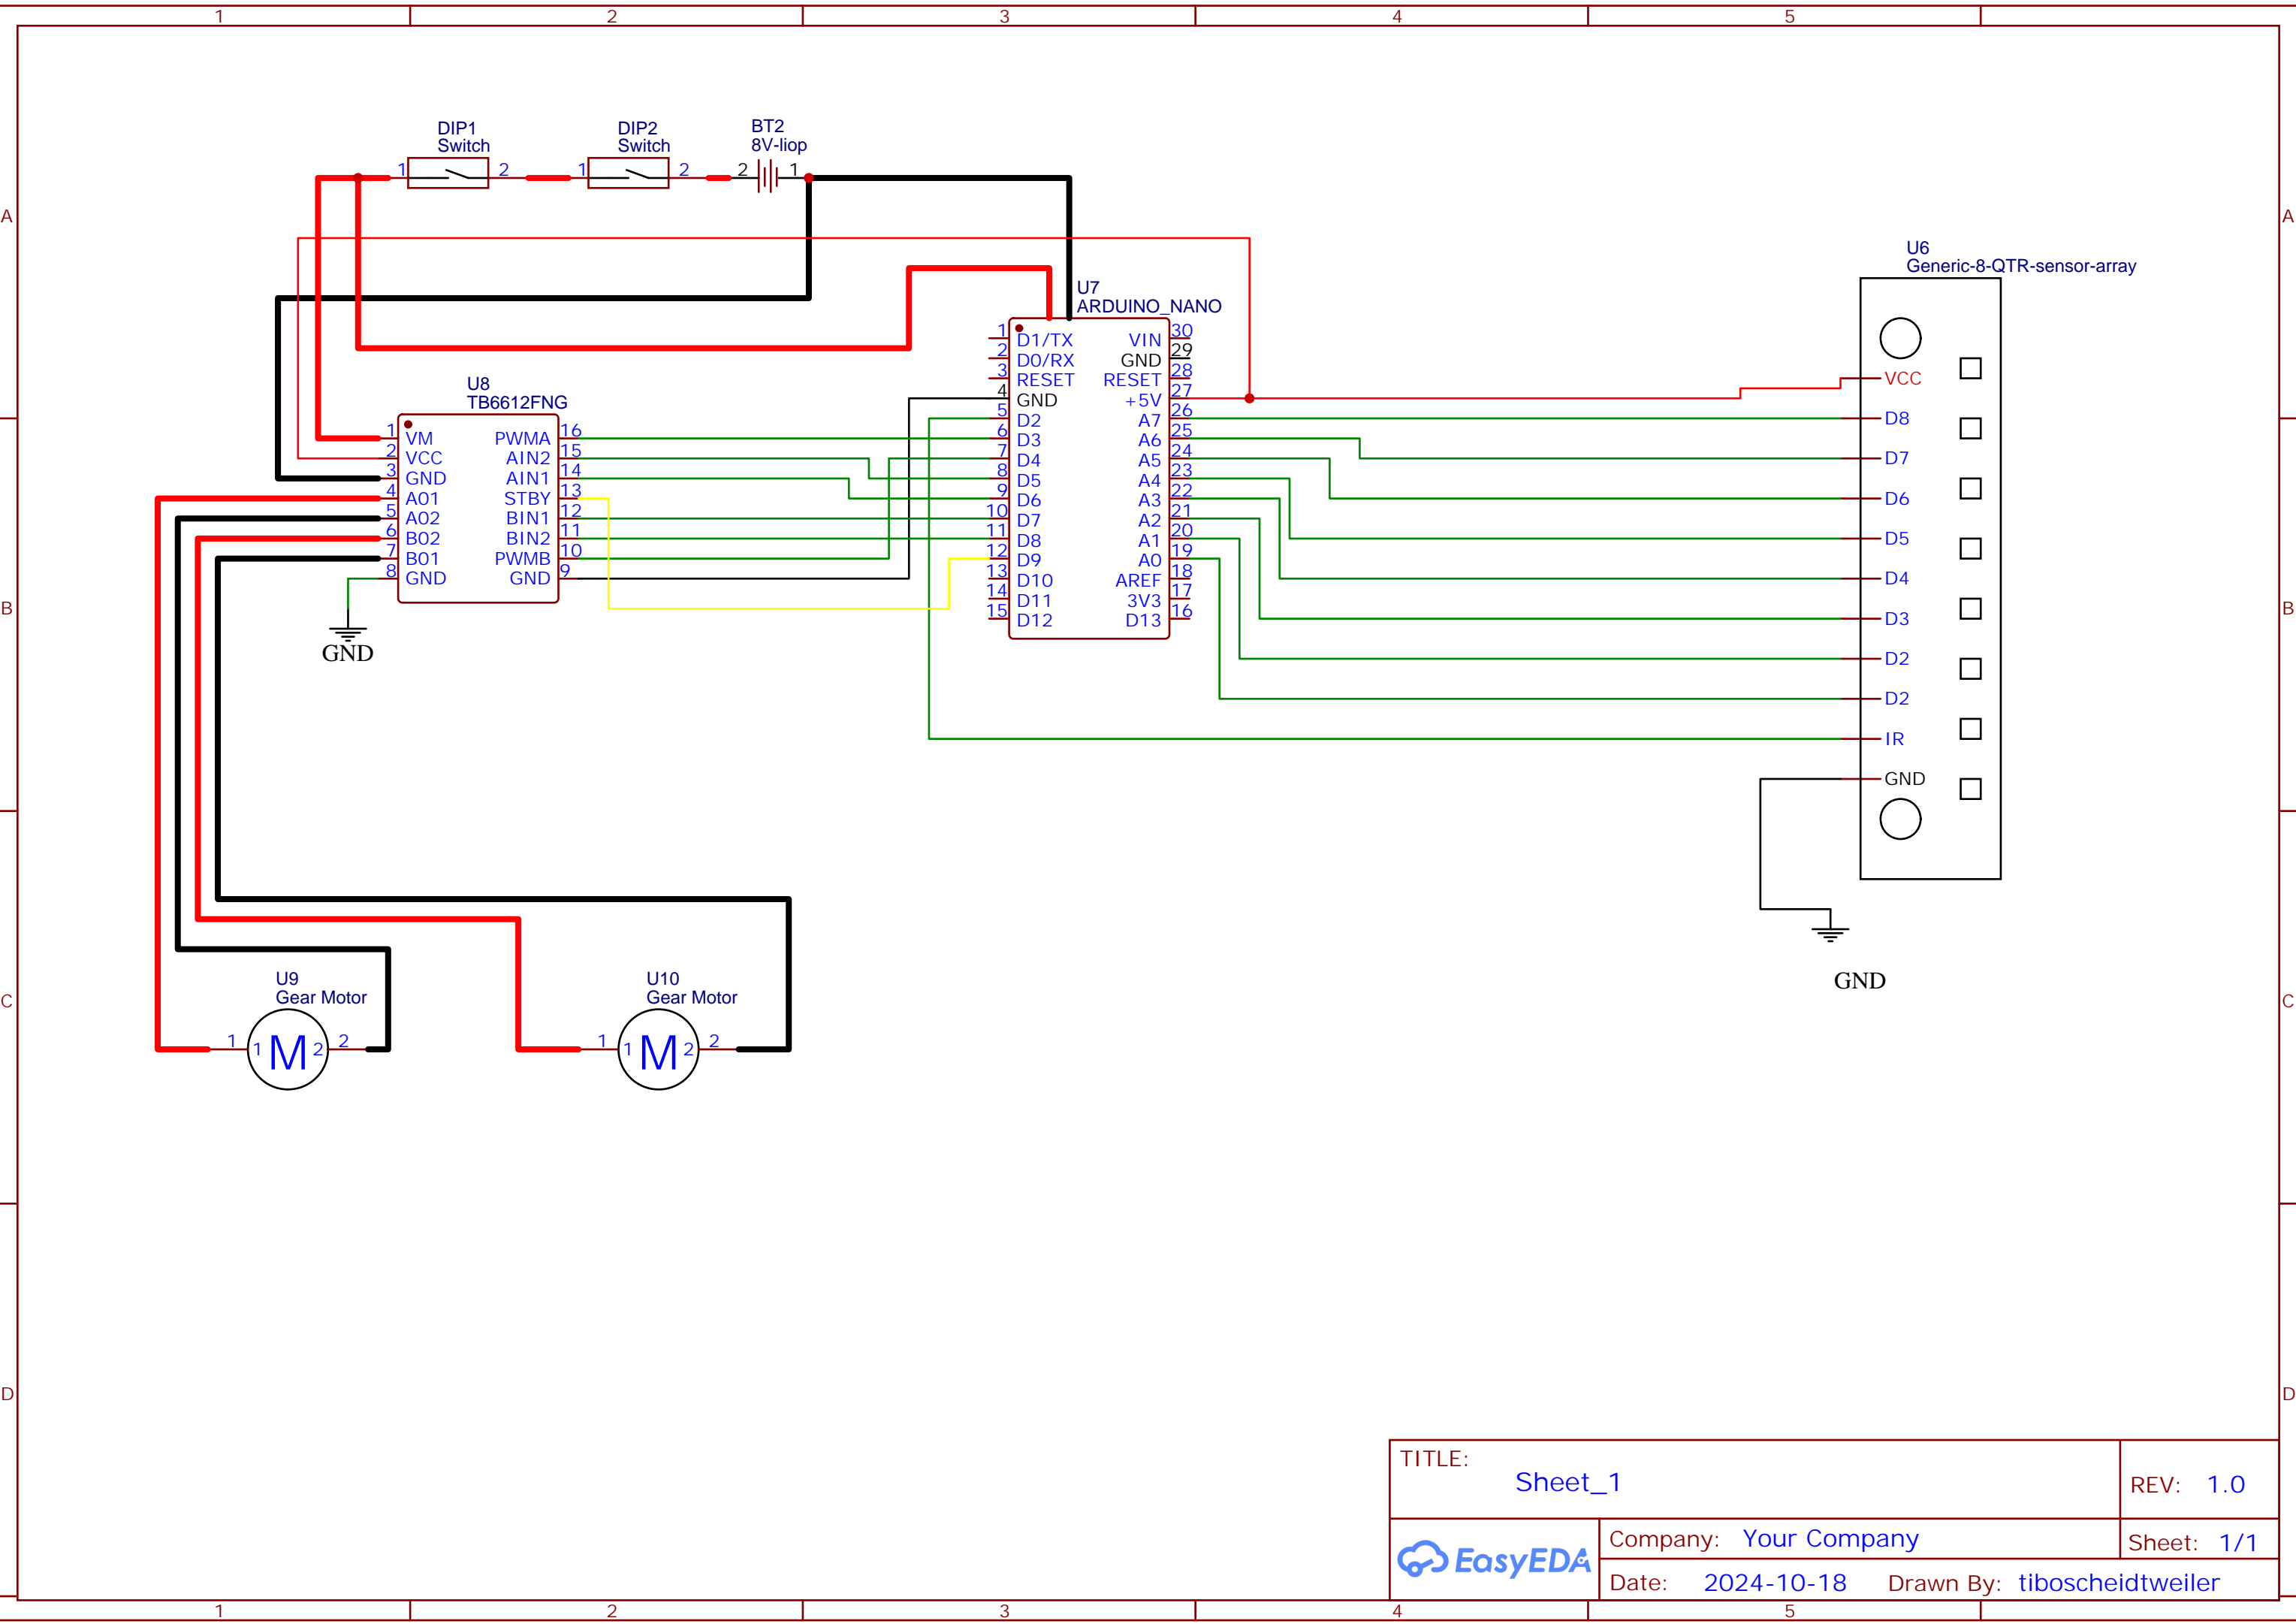 1 2 3 4 5
A A
B B
C C
D D
DIP1
Switch
1 2
DIP2
Switch
1 2
BT2
8V-liop
2 1
U6
Generic-8-QTR-sensor-array
VCC
D8
D7
D6
D5
D4
D3
D2
D2
IR
GND
GND
U7
ARDUINO_NANO
1 D1/TX VIN 30
2 D0/RX GND 29
3 RESET RESET 28
4 GND +5V 27
5 D2 A7 26
6 D3 A6 25
7 D4 A5 24
8 D5 A4 23
9 D6 A3 22
10 D7 A2 21
11 D8 A1 20
12 D9 A0 19
13 D10 AREF 18
14 D11 3V3 17
15 D12 D13 16
U8
TB6612FNG
1 VM PWMA 16
2 VCC AIN2 15
3 GND AIN1 14
4 A01 STBY 13
5 A02 BIN1 12
6 B02 BIN2 11
7 B01 PWMB 10
8 GND GND 9
GND
U9
Gear Motor
1 1 M 2 2
U10
Gear Motor
1 1 M 2 2
TITLE:
Sheet_1
REV: 1.0
EasyEDA
Company: Your Company
Sheet: 1/1
Date: 2024-10-18 Drawn By: tiboscheidtweiler
1 2 3 4 5